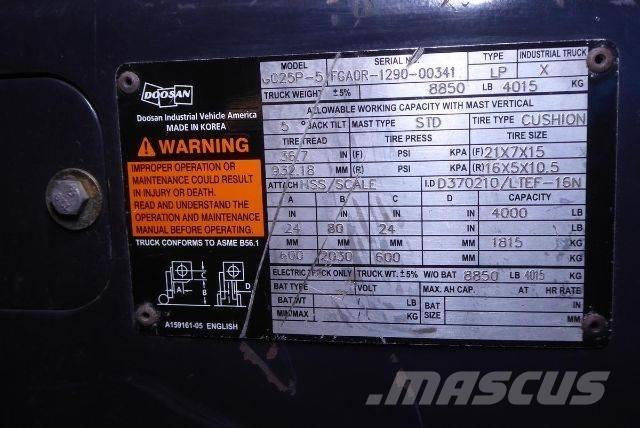 DOOSAN
Doosan Industrial Vehicle America
MADE IN KOREA
WARNING
IMPROPER OPERATION OR
MAINTENANCE COULD RESULT
IN INJURY OR DEATH.
READ AND UNDERSTAND THE
OPERATION AND MAINTENANCE
MANUAL BEFORE OPERATING.
TRUCK CONFORMS TO ASME B56.1
A B C D
A159161-05 ENGLISH
MODEL SERIAL NO. TYPE INDUSTRIAL TRUCK
GC25P-5 FGA0R-1290-00341 LP X
TRUCK WEIGHT ±5% 8850 LB 4015 KG
ALLOWABLE WORKING CAPACITY WITH MAST VERTICAL
5 ° BACK TILT MAST TYPE STD TIRE TYPE CUSHION
TIRE TREAD TIRE PRESS TIRE SIZE
36.7 IN (F) PSI KPA (F) 21X7X15
932.18 MM (R) PSI KPA (R) 16X5X10.5
ATTCH HSS/SCALE I.D D370210/LTEF-16N
A B C D CAPACITY
IN IN IN IN 4000 LB
24 80 24
MM MM MM MM 1815 KG
600 2030 600
ELECTRIC TRUCK ONLY TRUCK WT. ±5% W/O BAT 8850 LB 4015 KG
BAT TYPE VOLT MAX. AH CAP. AT HR RATE
BAT/WT LB BAT SIZE IN
MIN/MAX KG MM
MASCUS